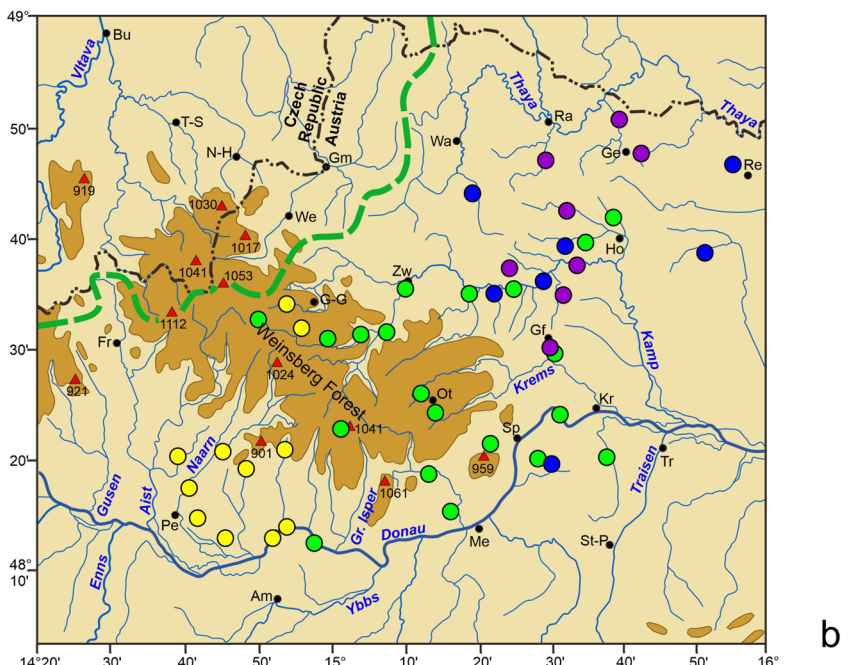 49°
Bu
Vltava
Czech
Republic
Austria
Thaya
Thaya
50'
T-S
Ra
Wa
N-H
Gm
Ge
Re
919
1030
We
40'
1017
Ho
1041
1053
Zw
G-G
1112
30'
Fr
Gf
Weinsberg Forest
Kamp
1024
921
Krems
Ot
Kr
1041
Sp
901
Naarn
20'
959
Tr
Traisen
1061
Gusen
Aist
Gr. Isper
Pe
Donau
Me
St-P
48°
10'
Enns
Am
Ybbs
b
14°20' 30' 40' 50' 15° 10' 20' 30' 40' 50' 16°